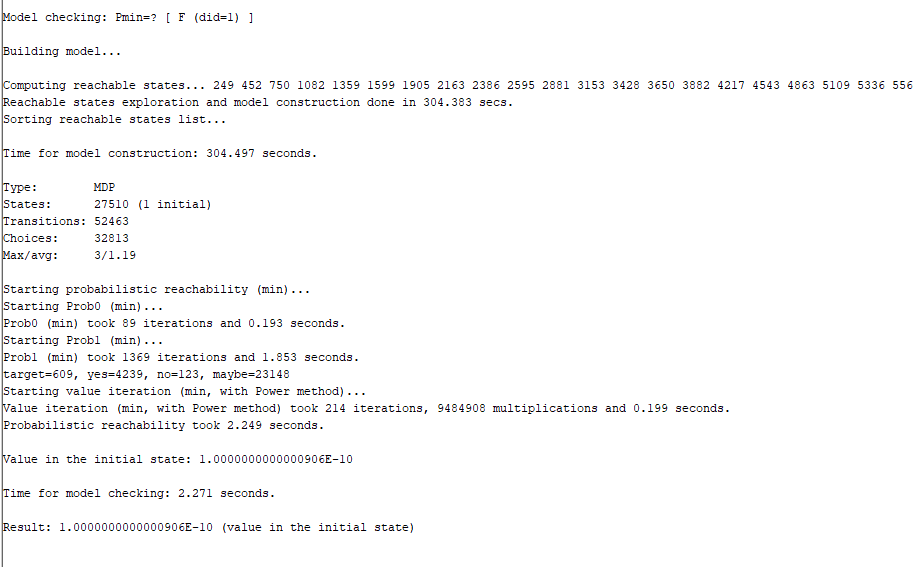 Model checking: Pmin=? [ F (did=1) ]
Building model...
Computing reachable states... 249 452 750 1082 1359 1599 1905 2163 2386 2595 2881 3153 3428 3650 3882 4217 4543 4863 5109 5336 556
Reachable states exploration and model construction done in 304.383 secs.
Sorting reachable states list...
Time for model construction: 304.497 seconds.
Type: MDP
States: 27510 (1 initial)
Transitions: 52463
Choices: 32813
Max/avg: 3/1.19
Starting probabilistic reachability (min)...
Starting Prob0 (min)...
Prob0 (min) took 89 iterations and 0.193 seconds.
Starting Prob1 (min)...
Prob1 (min) took 1369 iterations and 1.853 seconds.
target=609, yes=4239, no=123, maybe=23148
Starting value iteration (min, with Power method)...
Value iteration (min, with Power method) took 214 iterations, 9484908 multiplications and 0.199 seconds.
Probabilistic reachability took 2.249 seconds.
Value in the initial state: 1.0000000000000906E-10
Time for model checking: 2.271 seconds.
Result: 1.0000000000000906E-10 (value in the initial state)